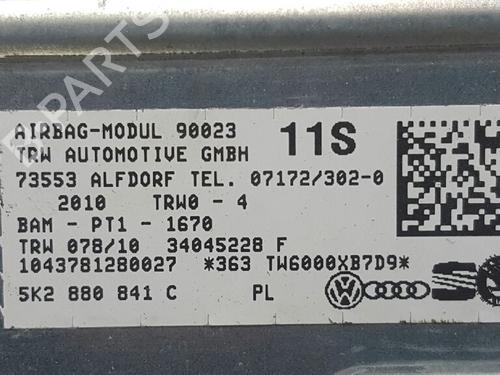 B PARTS
AIRBAG-MODUL 90023 11S
TRW AUTOMOTIVE GMBH
73553 ALFDORF TEL. 07172/302-0
2010 TRW0 - 4
BAM - PT1 - 1670
TRW 078/10 34045228 F
1043781280027 *363 TW6000XB7D9*
5K2 880 841 C PL